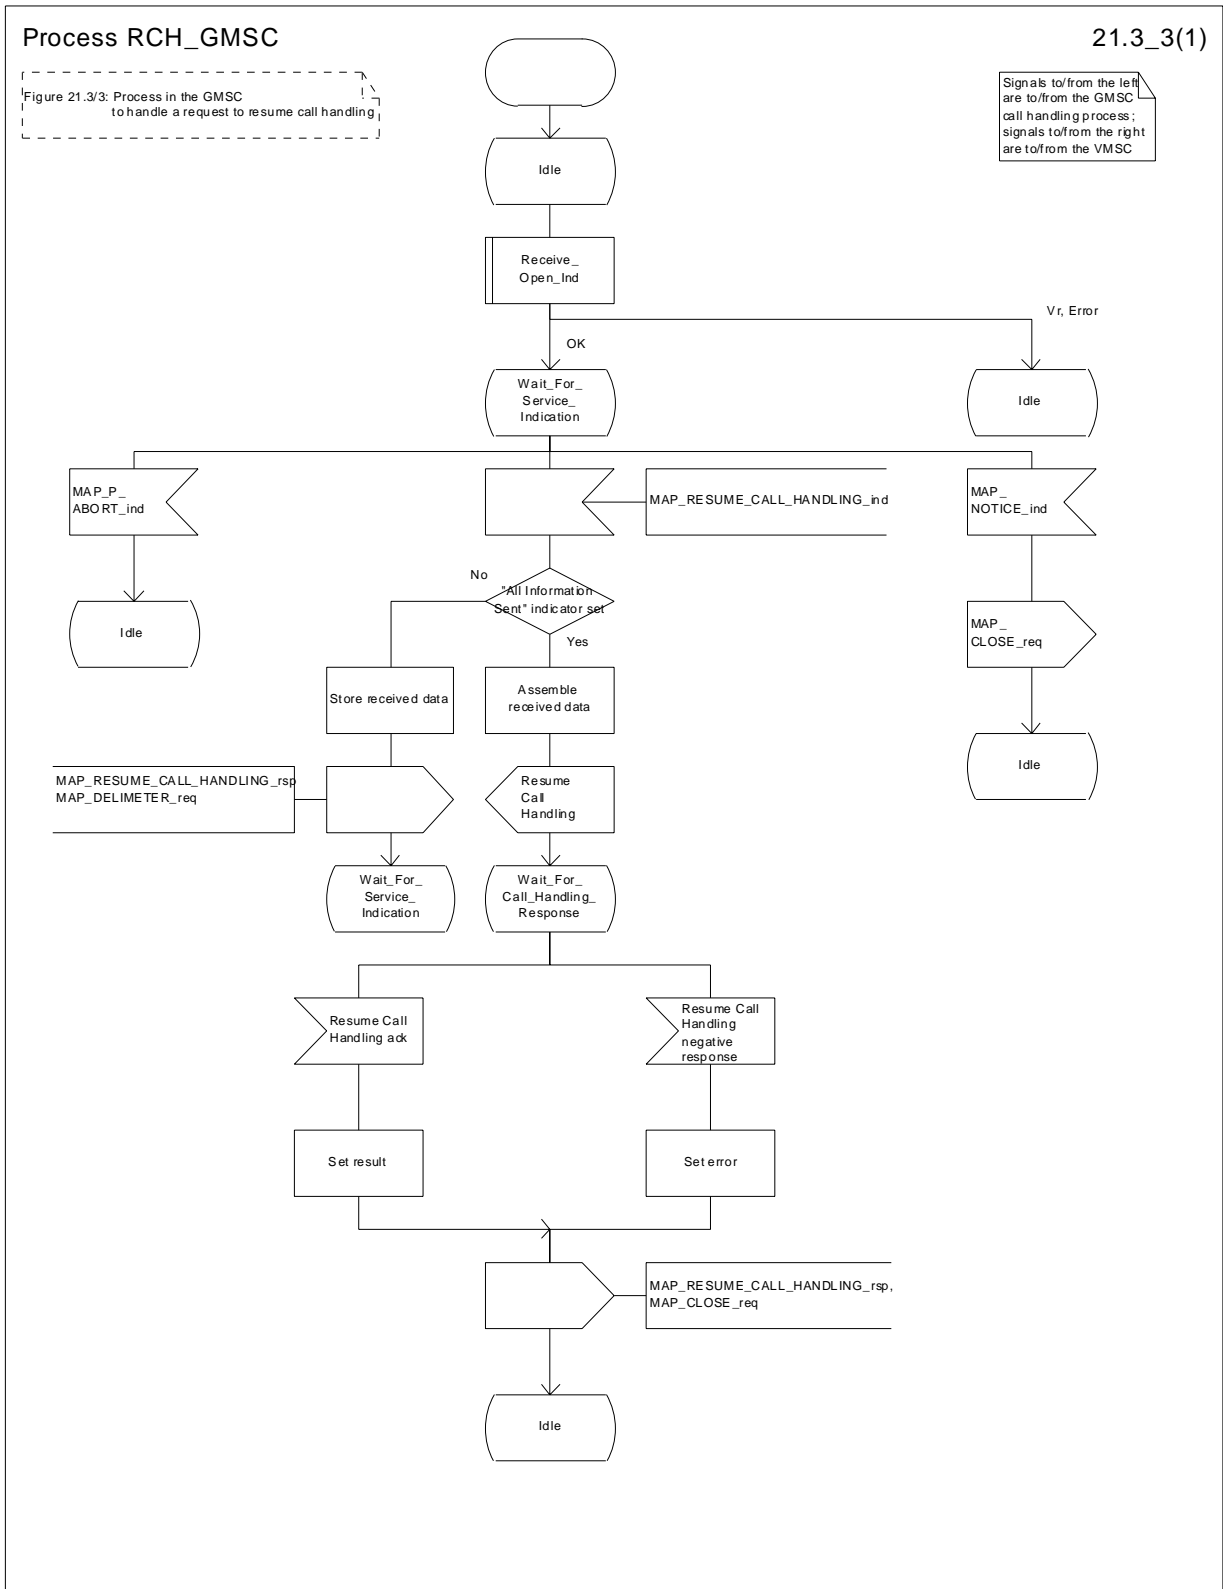 Process RCH_GMSC
21.3_3(1)
Figure 21.3/3: Process in the GMSC
to handle a request to resume call handling
Signals to/from the left
are to/from the GMSC
call handling process;
signals to/from the right
are to/from the VMSC
Idle
Receive_
Open_Ind
Vr, Error
OK
Wait_For_
Service_
Indication
Idle
MAP_P_
ABORT_ind
MAP_RESUME_CALL_HANDLING_ind
MAP_
NOTICE_ind
No
"All Information
Sent" indicator set
Yes
Idle
MAP_
CLOSE_req
Store received data
Assemble
received data
Idle
MAP_RESUME_CALL_HANDLING_rsp
MAP_DELIMETER_req
Resume
Call
Handling
Wait_For_
Service_
Indication
Wait_For_
Call_Handling_
Response
Resume Call
Handling ack
Resume Call
Handling
negative
response
Set result
Set error
MAP_RESUME_CALL_HANDLING_rsp,
MAP_CLOSE_req
Idle